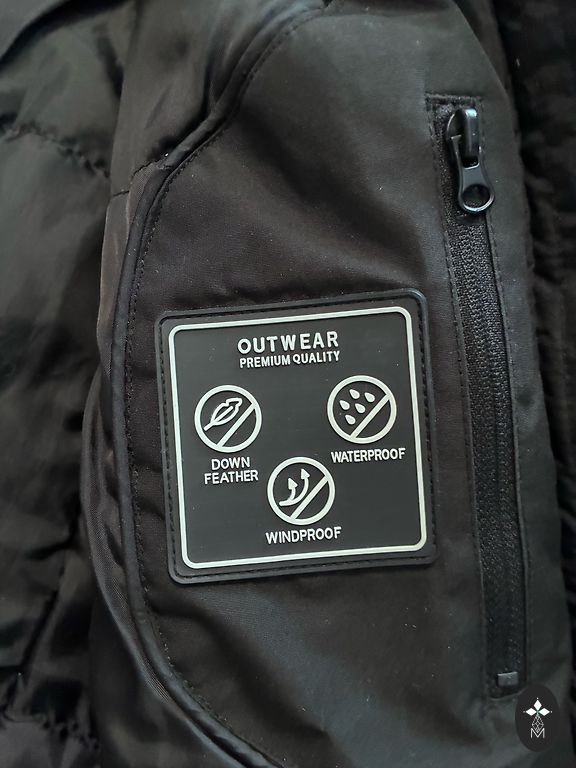 OUTWEAR
PREMIUM QUALITY
DOWN
FEATHER
WATERPROOF
WINDPROOF